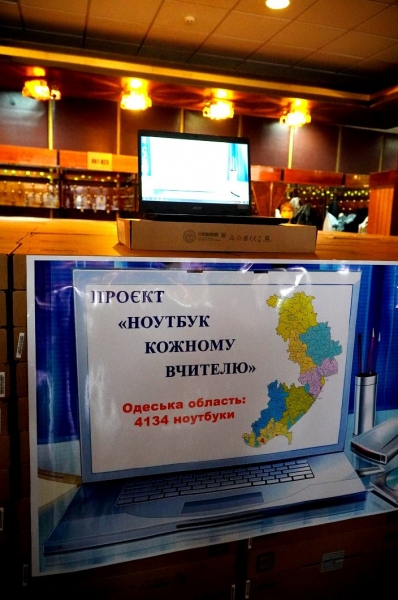 ПРОЄКТ
«НОУТБУК
КОЖНОМУ
ВЧИТЕЛЮ»
Одеська область:
4134 ноутбуки